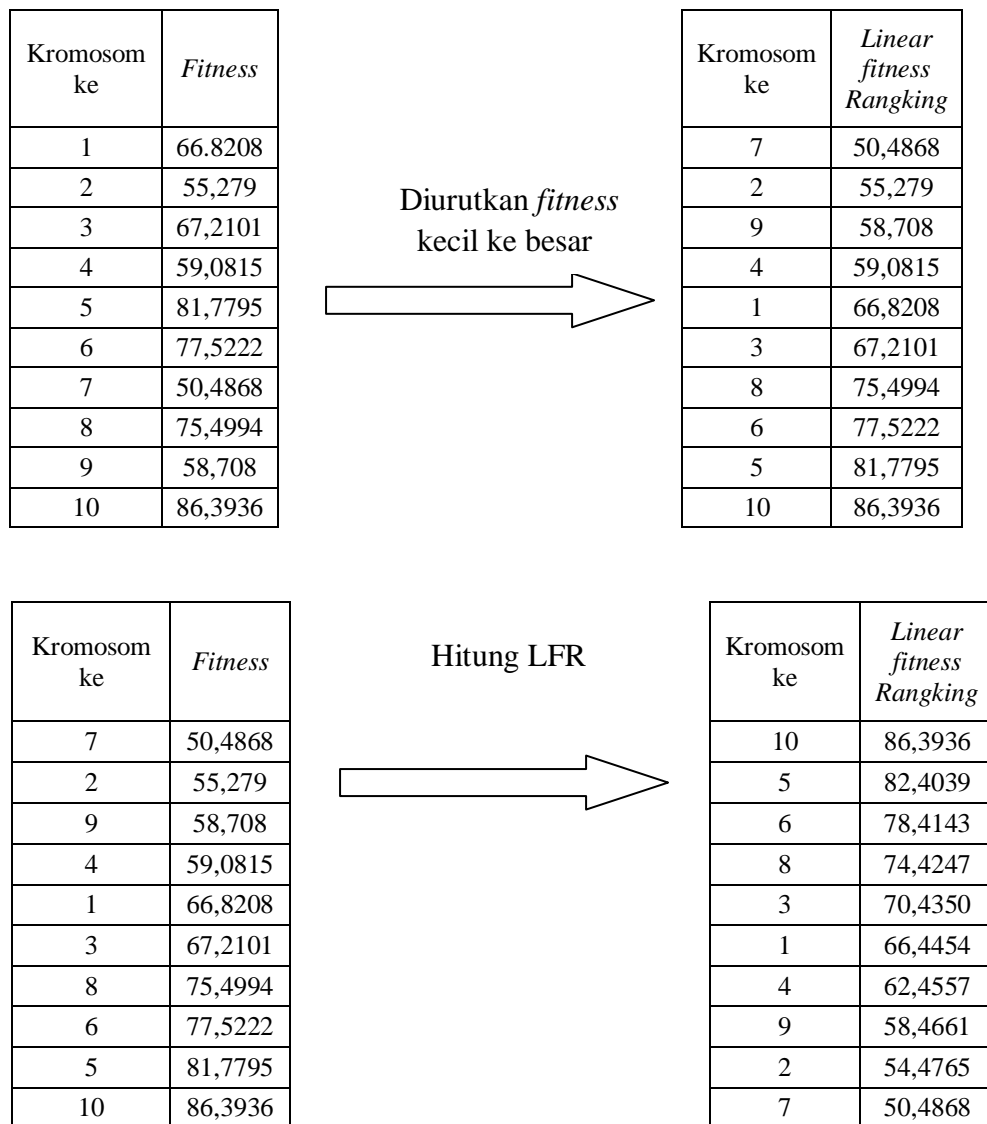 Kromosom
ke
Fitness
1 66.8208
2 55,279
3 67,2101
4 59,0815
5 81,7795
6 77,5222
7 50,4868
8 75,4994
9 58,708
10 86,3936
Diurutkan fitness
kecil ke besar
Kromosom
ke
Linear
fitness
Rangking
7 50,4868
2 55,279
9 58,708
4 59,0815
1 66,8208
3 67,2101
8 75,4994
6 77,5222
5 81,7795
10 86,3936
Kromosom
ke
Fitness
7 50,4868
2 55,279
9 58,708
4 59,0815
1 66,8208
3 67,2101
8 75,4994
6 77,5222
5 81,7795
10 86,3936
Hitung LFR
Kromosom
ke
Linear
fitness
Rangking
10 86,3936
5 82,4039
6 78,4143
8 74,4247
3 70,4350
1 66,4454
4 62,4557
9 58,4661
2 54,4765
7 50,4868